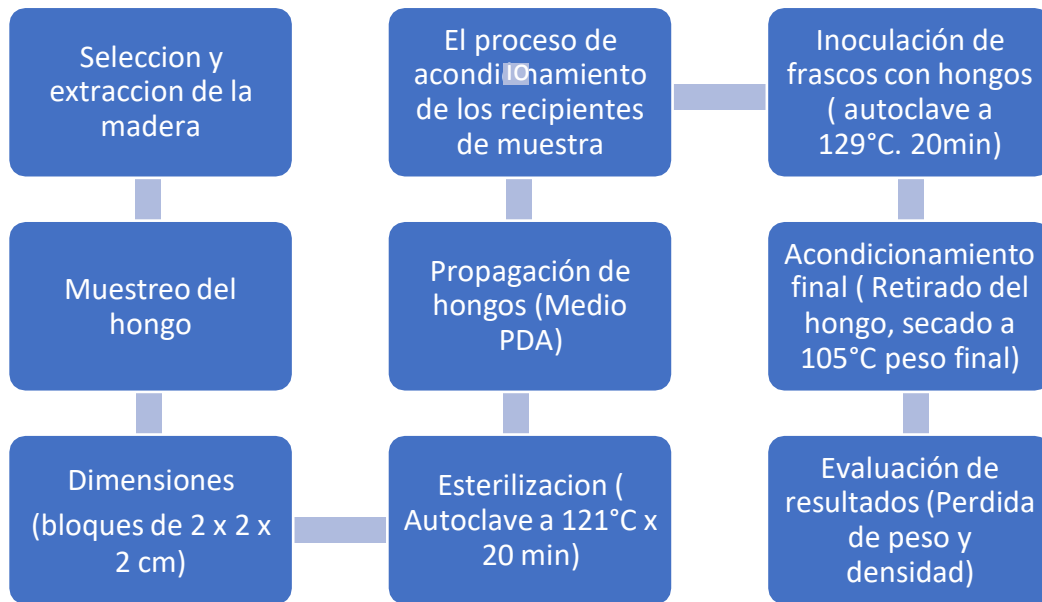 Seleccion y
extraccion de la
madera
Muestreo del
hongo
Dimensiones
(bloques de 2 x 2 x
2 cm)
Esterilizacion (
Autoclave a 121°C x
20 min)
Propagación de
hongos (Medio
PDA)
El proceso de
acondicionamiento
de los recipientes
de muestra
Inoculación de
frascos con hongos
( autoclave a
129°C. 20min)
Acondicionamiento
final ( Retirado del
hongo, secado a
105°C peso final)
Evaluación de
resultados (Perdida
de peso y
densidad)